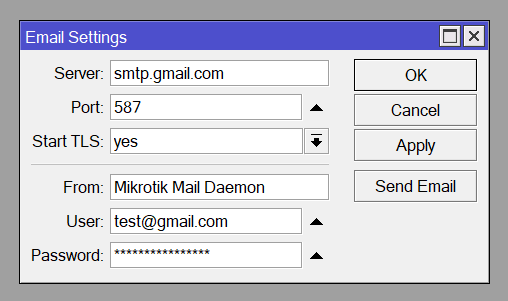 Email Settings
Server: smtp.gmail.com
OK
Port: 587
Cancel
Start TLS: yes
Apply
From: Mikrotik Mail Daemon
Send Email
User: test@gmail.com
Password: ****************